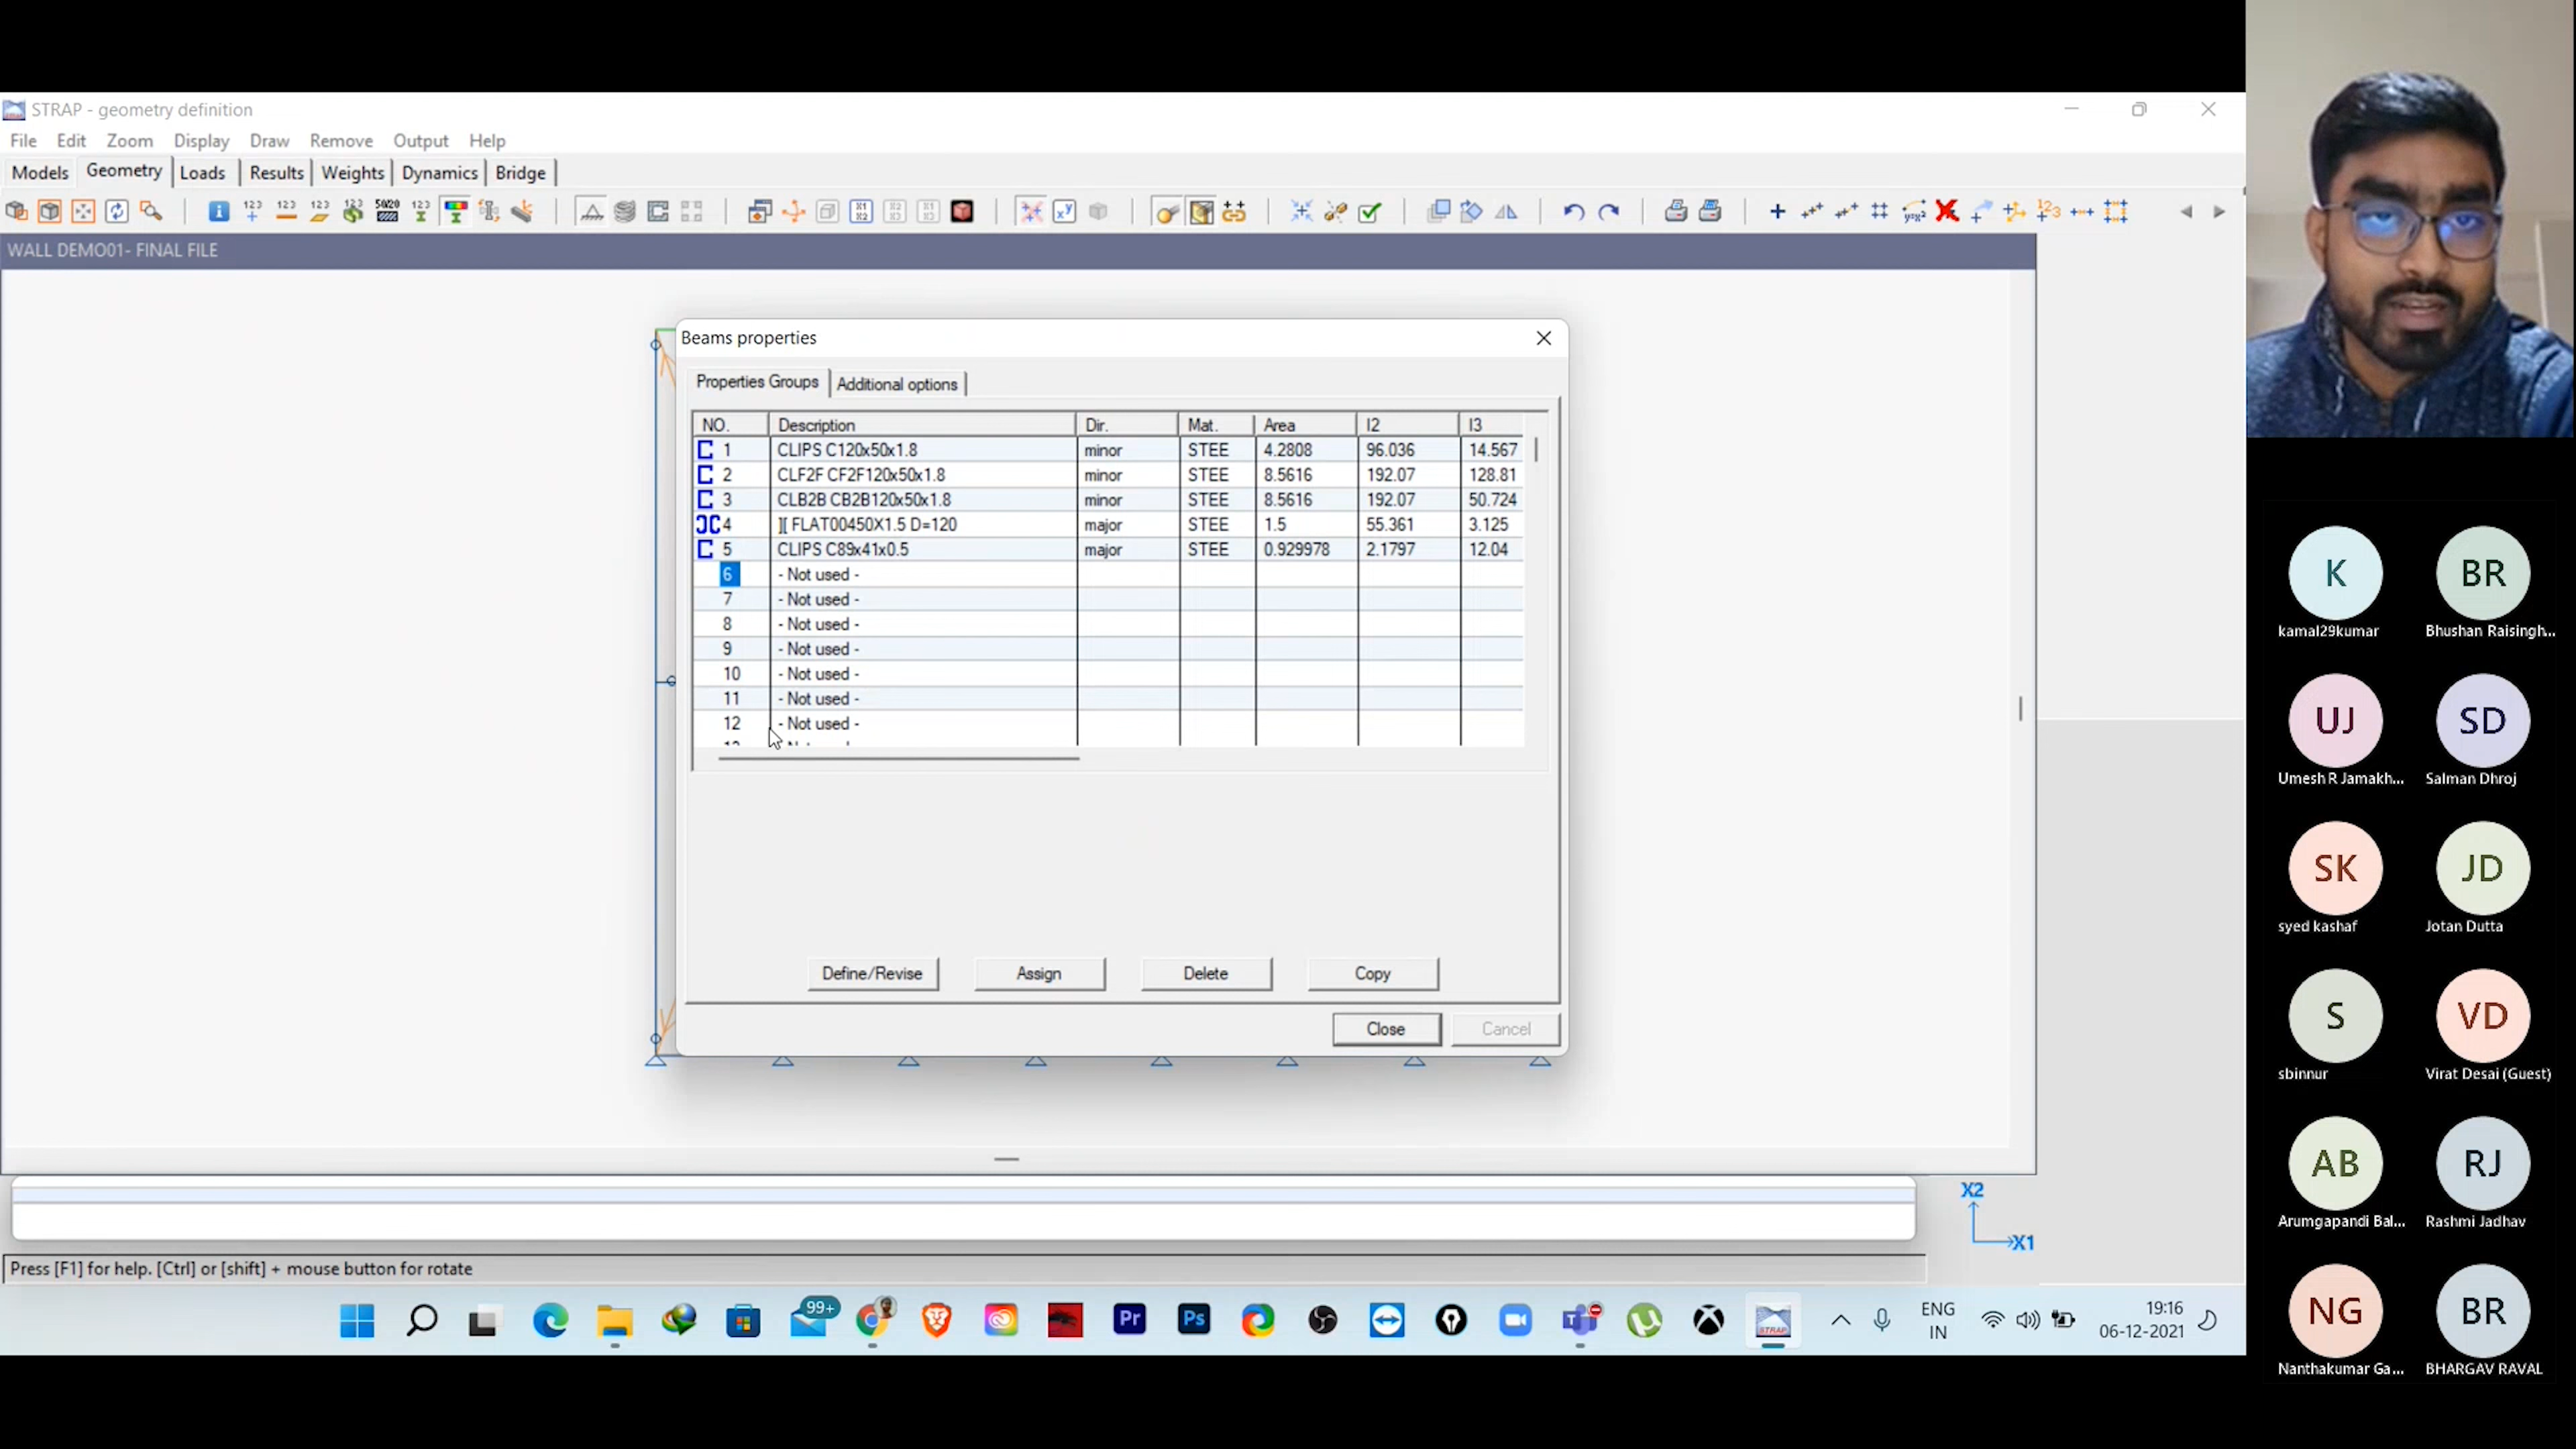 STRAP - geometry definition
File Edit Zoom Display Draw Remove Output Help
Models Geometry Loads Results Weights Dynamics Bridge
WALL DEMO01- FINAL FILE
Beams properties
Properties Groups Additional options
NO. Description Dir. Mat. Area I2 I3
1 CLIPS C120x50x1.8 minor STEE 4.2808 96.036 14.567
2 CLF2F CF2F120x50x1.8 minor STEE 8.5616 192.07 128.81
3 CLB2B CB2B120x50x1.8 minor STEE 8.5616 192.07 50.724
4 ][ FLAT00450X1.5 D=120 major STEE 1.5 55.361 3.125
5 CLIPS C89x41x0.5 major STEE 0.929978 2.1797 12.04
6 - Not used -
7 - Not used -
8 - Not used -
9 - Not used -
10 - Not used -
11 - Not used -
12 - Not used -
Define/Revise Assign Delete Copy
Close Cancel
X2
X1
Press [F1] for help. [Ctrl] or [shift] + mouse button for rotate
99+
Pr Ps
STRAP
ENG
IN
19:16
06-12-2021
K BR
kamal29kumar Bhushan Raisingh...
UJ SD
Umesh R Jamakh... Salman Dhroj
SK JD
syed kashaf Jotan Dutta
S VD
sbinnur Virat Desai (Guest)
AB RJ
Arumgapandi Bal... Rashmi Jadhav
NG BR
Nanthakumar Ga... BHARGAV RAVAL